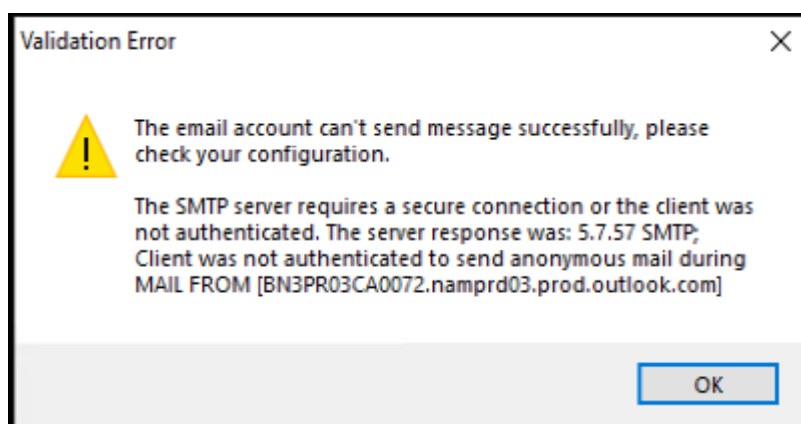 Validation Error
The email account can't send message successfully, please
check your configuration.
The SMTP server requires a secure connection or the client was
not authenticated. The server response was: 5.7.57 SMTP;
Client was not authenticated to send anonymous mail during
MAIL FROM [BN3PR03CA0072.namprd03.prod.outlook.com]
OK